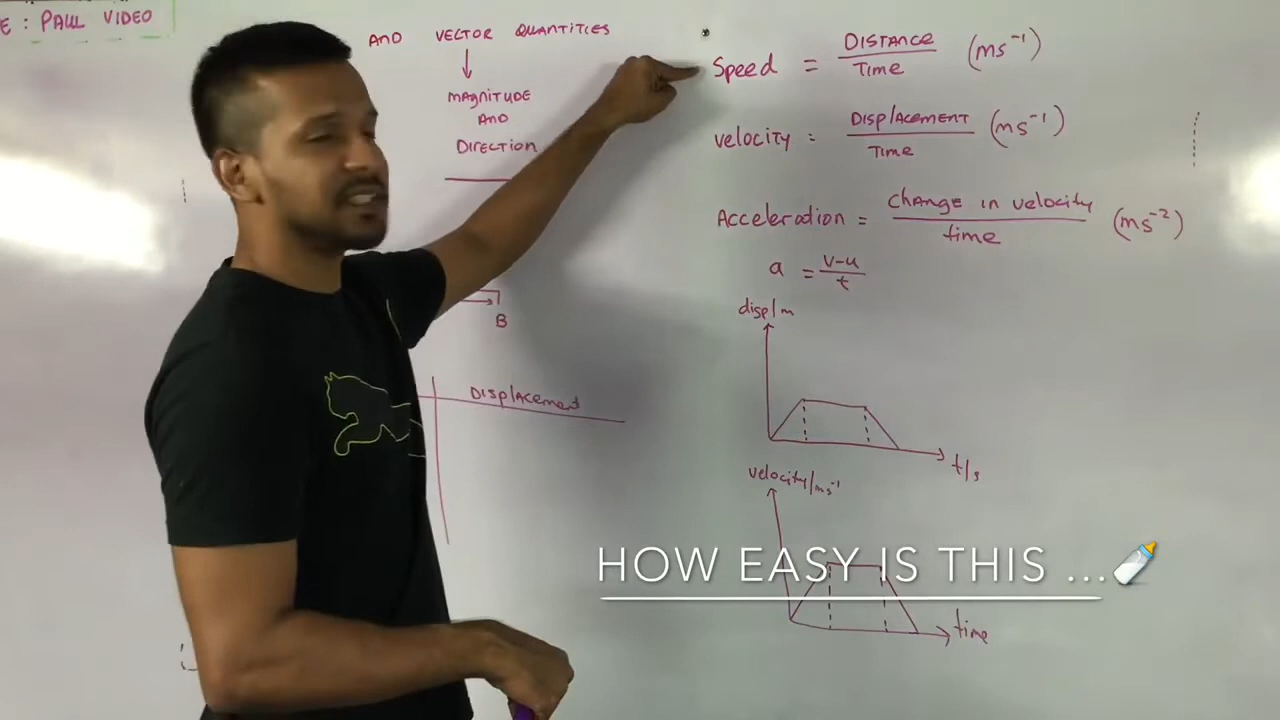 E : PAUL VIDEO
AND VECTOR QUANTITIES
MAGNITUDE
AND
DIRECTION
B
DISPLACEMENT
Speed = DISTANCE / TIME (ms⁻¹)
velocity = DISPLACEMENT / TIME (ms⁻¹)
Acceleration = change in velocity / time (ms⁻²)
a = v-u / t
disp/m
t/s
velocity/ms⁻¹
time
HOW EASY IS THIS ...🍼